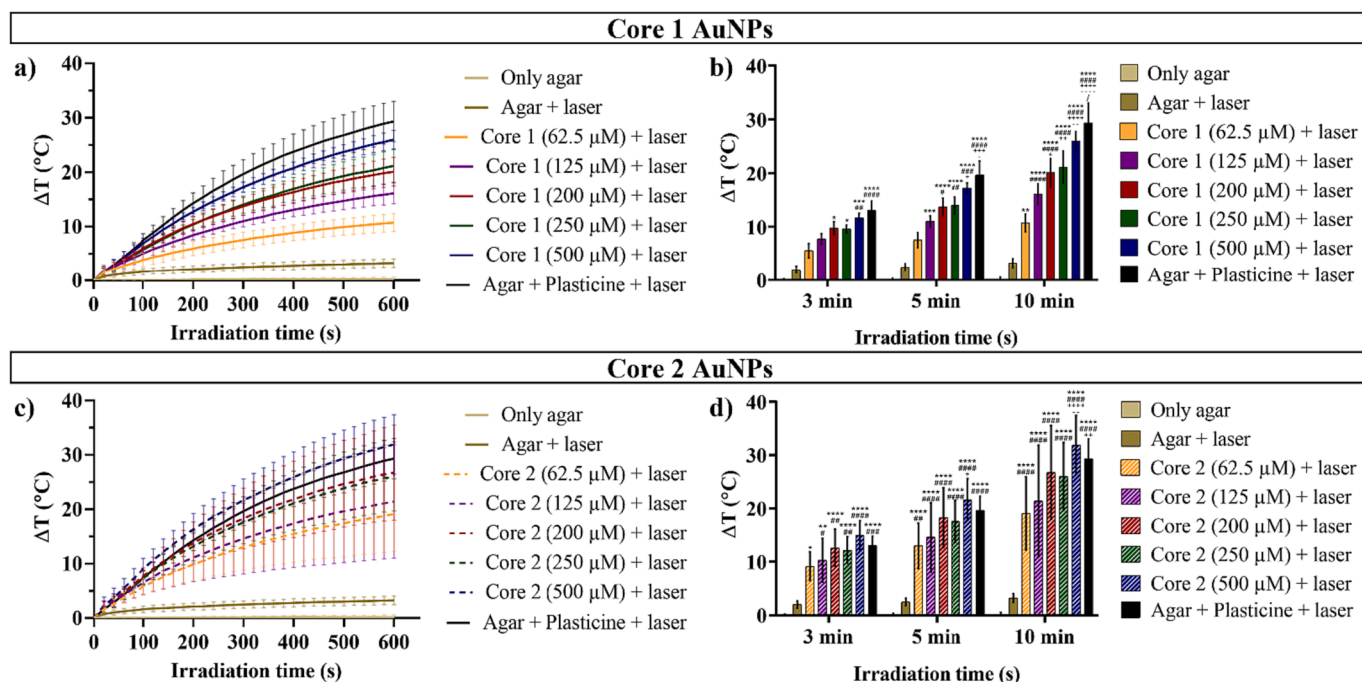 Core 1 AuNPs
a)
40
30
20
10
0
ΔT (°C)
0 100 200 300 400 500 600
Irradiation time (s)
Only agar
Agar + laser
Core 1 (62.5 µM) + laser
Core 1 (125 µM) + laser
Core 1 (200 µM) + laser
Core 1 (250 µM) + laser
Core 1 (500 µM) + laser
Agar + Plasticine + laser
b)
40
30
20
10
0
ΔT (°C)
3 min 5 min 10 min
Irradiation time (s)
Only agar
Agar + laser
Core 1 (62.5 µM) + laser
Core 1 (125 µM) + laser
Core 1 (200 µM) + laser
Core 1 (250 µM) + laser
Core 1 (500 µM) + laser
Agar + Plasticine + laser
Core 2 AuNPs
c)
40
30
20
10
0
ΔT (°C)
0 100 200 300 400 500 600
Irradiation time (s)
Only agar
Agar + laser
Core 2 (62.5 µM) + laser
Core 2 (125 µM) + laser
Core 2 (200 µM) + laser
Core 2 (250 µM) + laser
Core 2 (500 µM) + laser
Agar + Plasticine + laser
d)
40
30
20
10
0
ΔT (°C)
3 min 5 min 10 min
Irradiation time (s)
Only agar
Agar + laser
Core 2 (62.5 µM) + laser
Core 2 (125 µM) + laser
Core 2 (200 µM) + laser
Core 2 (250 µM) + laser
Core 2 (500 µM) + laser
Agar + Plasticine + laser